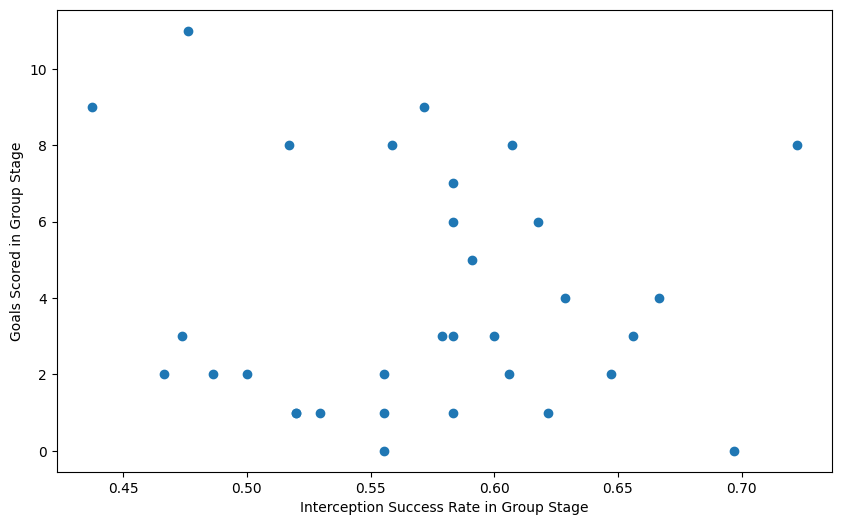 10
8
6
4
2
0
Goals Scored in Group Stage
0.45 0.50 0.55 0.60 0.65 0.70
Interception Success Rate in Group Stage